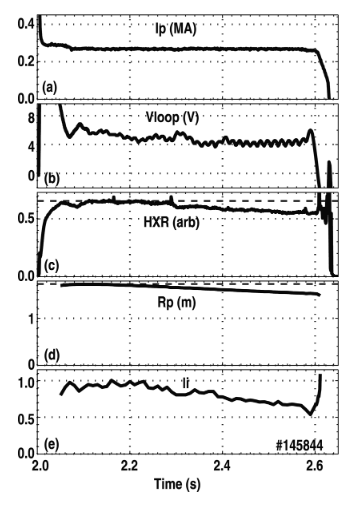 0.4
Ip (MA)
0.2
(a)
0.0
8
Vloop (V)
4
0
(b)
0.5
HXR (arb)
(c)
0.0
Rp (m)
1
(d)
0
1.0
li
0.5
(e)
#145844
0.0
2.0 2.2 2.4 2.6
Time (s)